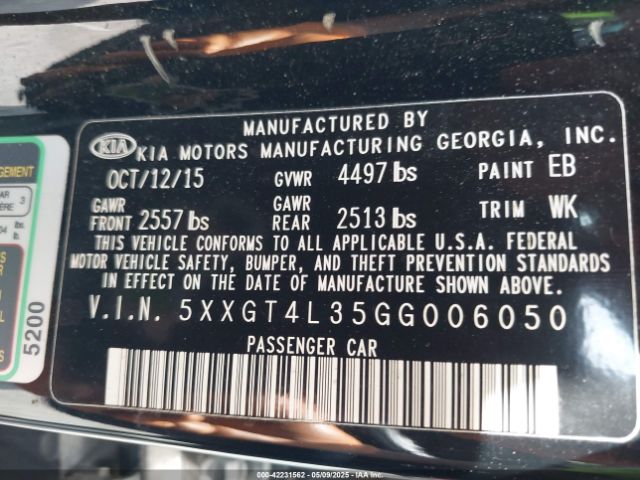 MANUFACTURED BY
KIA KIA MOTORS MANUFACTURING GEORGIA, INC.
OCT/12/15 GVWR 4497 lbs PAINT EB
GAWR FRONT 2557 lbs GAWR REAR 2513 lbs TRIM WK
THIS VEHICLE CONFORMS TO ALL APPLICABLE U.S.A. FEDERAL
MOTOR VEHICLE SAFETY, BUMPER, AND THEFT PREVENTION STANDARDS
IN EFFECT ON THE DATE OF MANUFACTURE SHOWN ABOVE.
V.I.N. 5XXGT4L35GG006050
PASSENGER CAR
5200
000-42231562 - 05/09/2025 - IAAI.COM